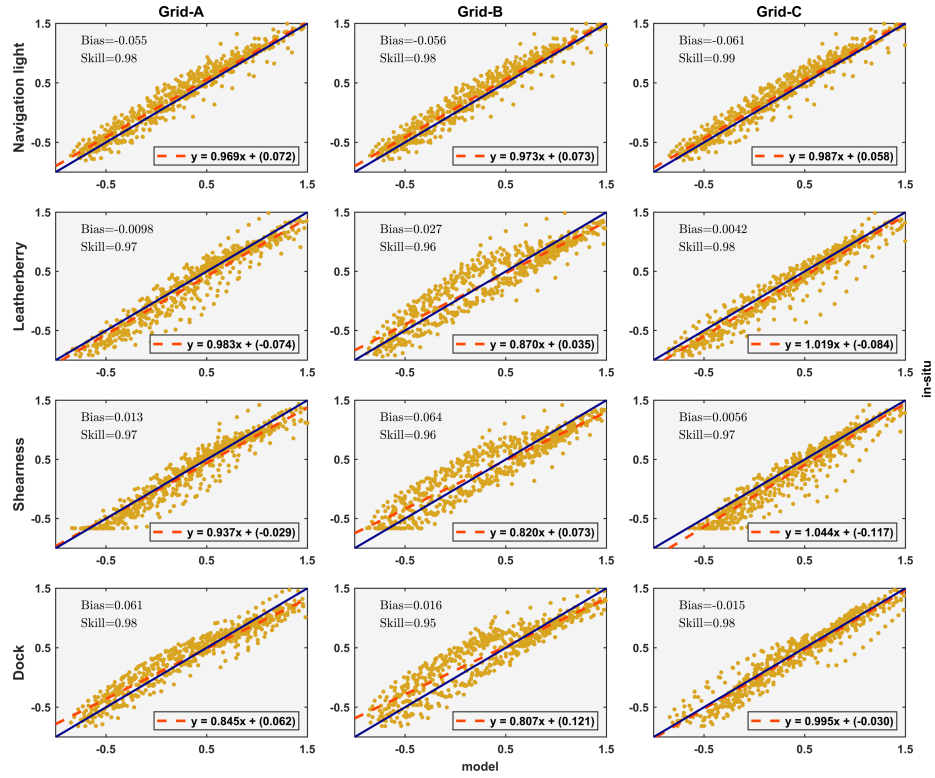 Grid-A Grid-B Grid-C
Navigation light
1.5 1.5 1.5
Bias=-0.055 Bias=-0.056 Bias=-0.061
Skill=0.98 Skill=0.98 Skill=0.99
0.5 0.5 0.5
-0.5 -0.5 -0.5
y = 0.969x + (0.072) y = 0.973x + (0.073) y = 0.987x + (0.058)
-0.5 0.5 1.5 -0.5 0.5 1.5 -0.5 0.5 1.5
Leatherberry
1.5 1.5 1.5
Bias=-0.0098 Bias=0.027 Bias=0.0042
Skill=0.97 Skill=0.96 Skill=0.98
0.5 0.5 0.5
-0.5 -0.5 -0.5
y = 0.983x + (-0.074) y = 0.870x + (0.035) y = 1.019x + (-0.084)
-0.5 0.5 1.5 -0.5 0.5 1.5 -0.5 0.5 1.5
in-situ
Shearness
1.5 1.5 1.5
Bias=0.013 Bias=0.064 Bias=0.0056
Skill=0.97 Skill=0.96 Skill=0.97
0.5 0.5 0.5
-0.5 -0.5 -0.5
y = 0.937x + (-0.029) y = 0.820x + (0.073) y = 1.044x + (-0.117)
-0.5 0.5 1.5 -0.5 0.5 1.5 -0.5 0.5 1.5
Dock
1.5 1.5 1.5
Bias=0.061 Bias=0.016 Bias=-0.015
Skill=0.98 Skill=0.95 Skill=0.98
0.5 0.5 0.5
-0.5 -0.5 -0.5
y = 0.845x + (0.062) y = 0.807x + (0.121) y = 0.995x + (-0.030)
-0.5 0.5 1.5 -0.5 0.5 1.5 -0.5 0.5 1.5
model